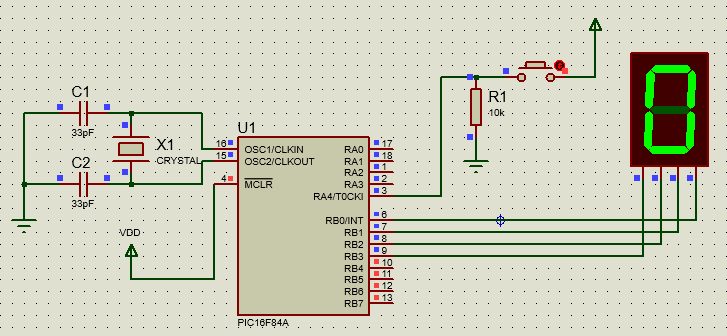 C1
33pF
X1
CRYSTAL
C2
33pF
VDD
U1
16 OSC1/CLKIN
15 OSC2/CLKOUT
4 MCLR
RA0 17
RA1 18
RA2 1
RA3 2
RA4/T0CKI 3
RB0/INT 6
RB1 7
RB2 8
RB3 9
RB4 10
RB5 11
RB6 12
RB7 13
PIC16F84A
R1
10k
0